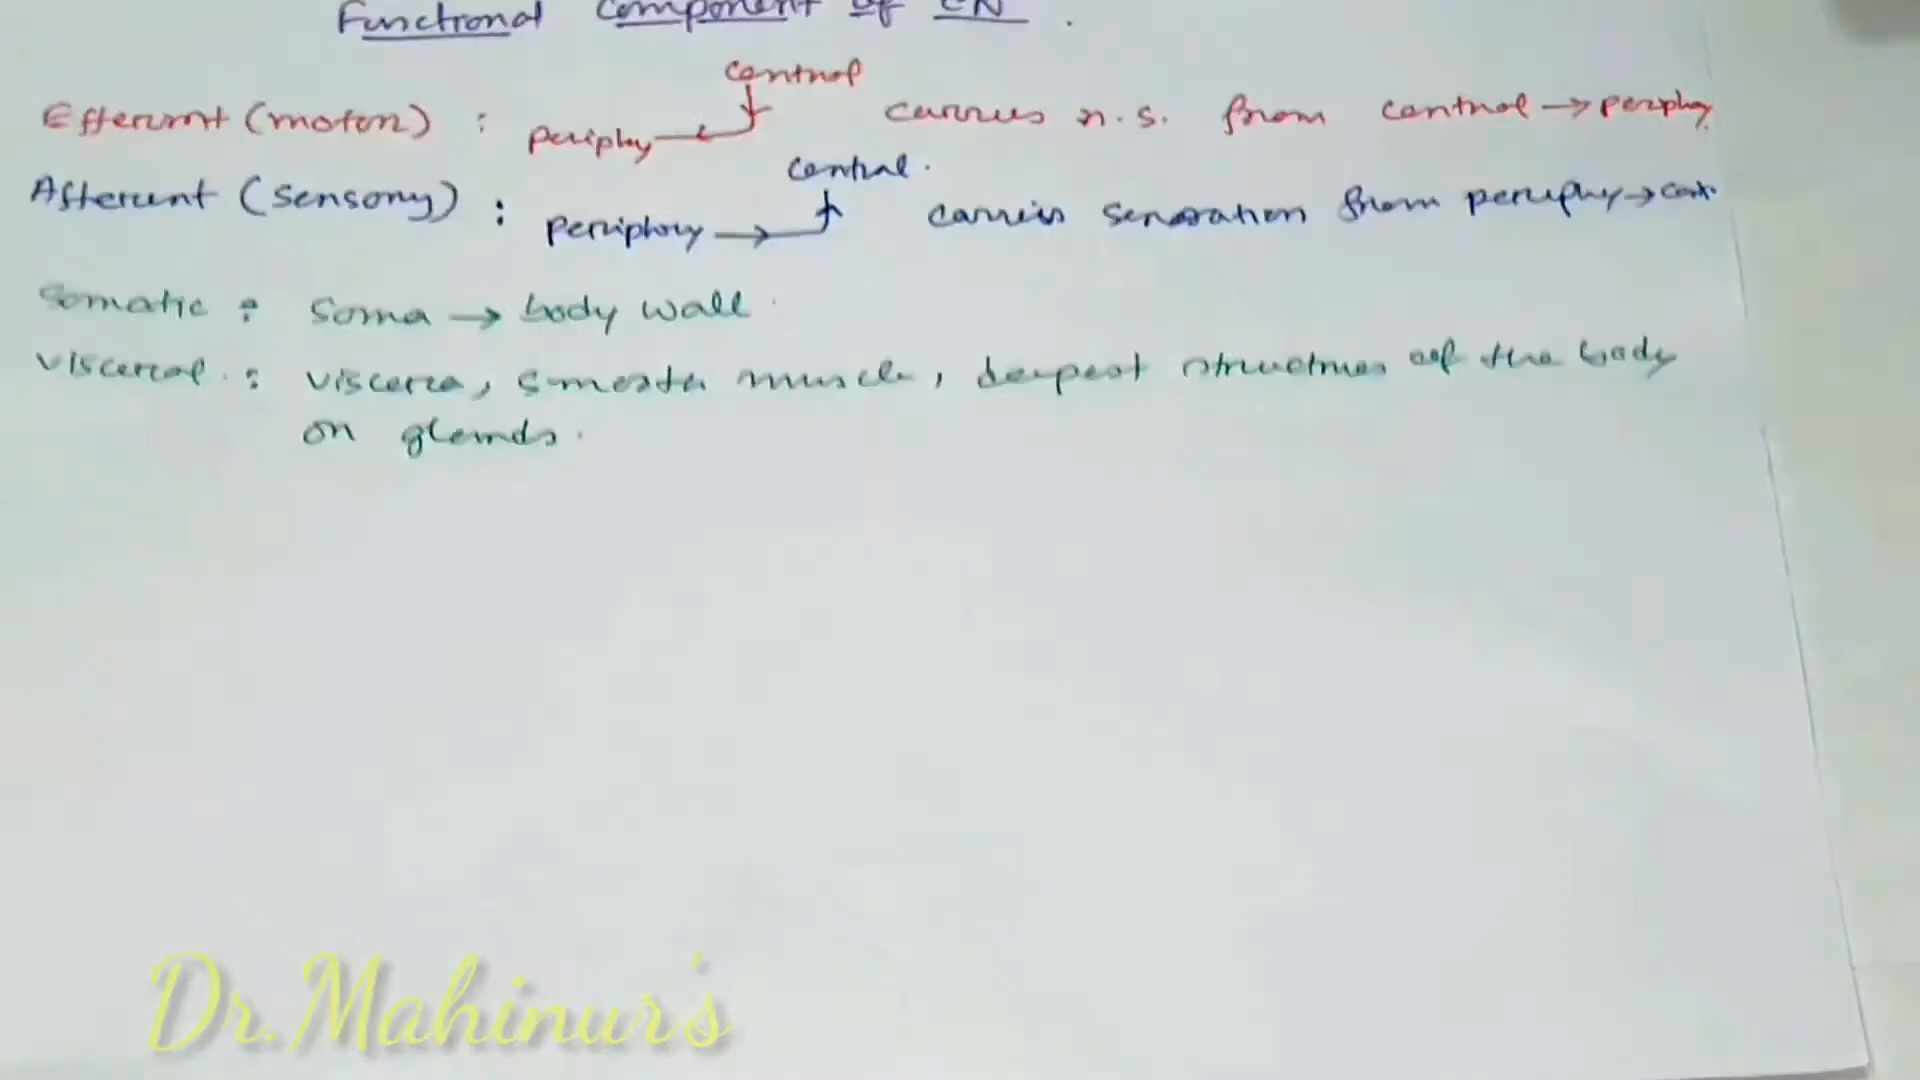 Functional Component of CN.
Efferent (motor) : periphy ← central carries n.s. from central → periphy
Afferent (sensory) : periphery → central. carries sensation from periphery → cent.
Somatic : Soma → body wall
Visceral : viscera, smooth muscle, deepest structures of the body
or glands.
Dr.Mahinur's